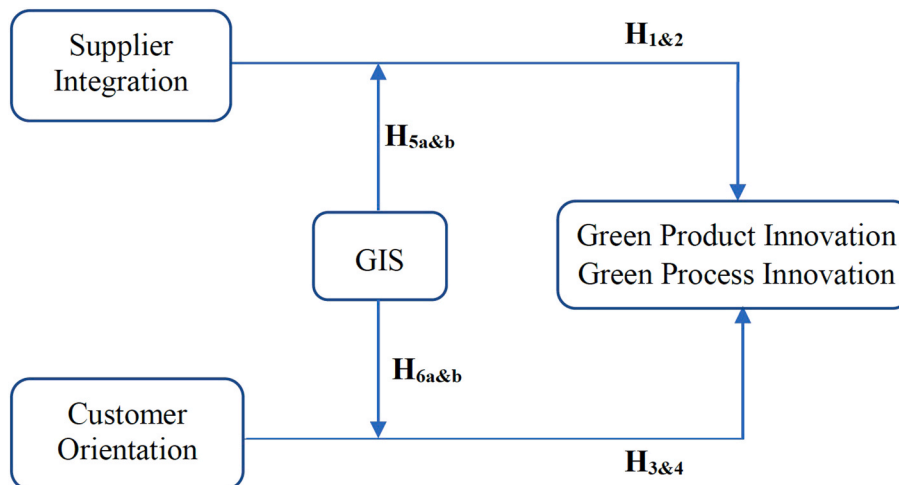 Supplier
Integration
H1&2
H5a&b
GIS
Green Product Innovation
Green Process Innovation
H6a&b
Customer
Orientation
H3&4